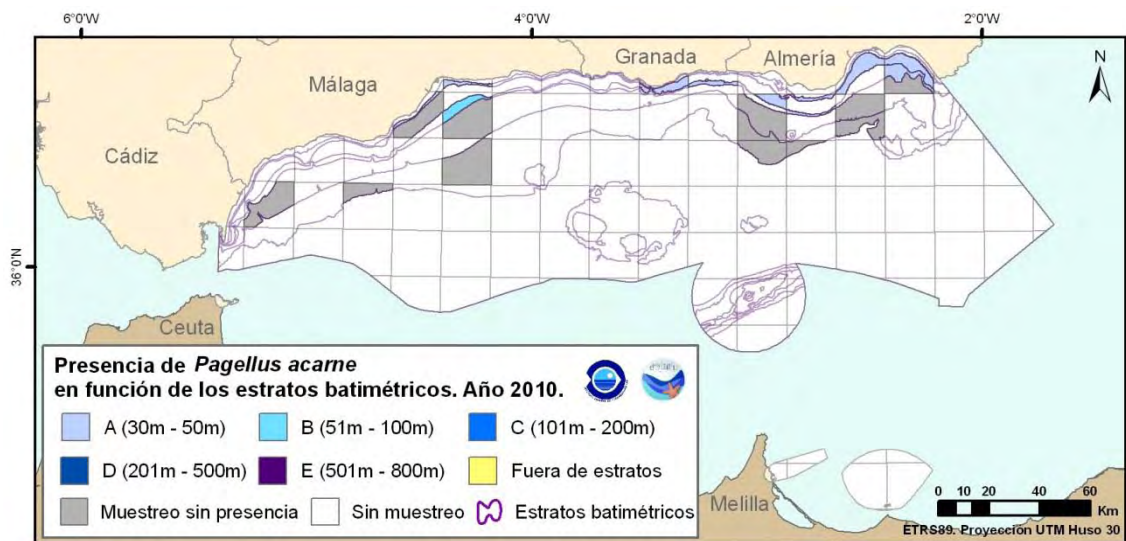 6°0'W 4°0'W 2°0'W
Granada Almería N
Málaga
Cádiz
36°0'N
Ceuta
Presencia de Pagellus acarne
en función de los estratos batimétricos. Año 2010.
A (30m - 50m) B (51m - 100m) C (101m - 200m)
D (201m - 500m) E (501m - 800m) Fuera de estratos
Muestreo sin presencia Sin muestreo Estratos batimétricos
Melilla
0 10 20 40 60
Km
ETRS89. Proyección UTM Huso 30